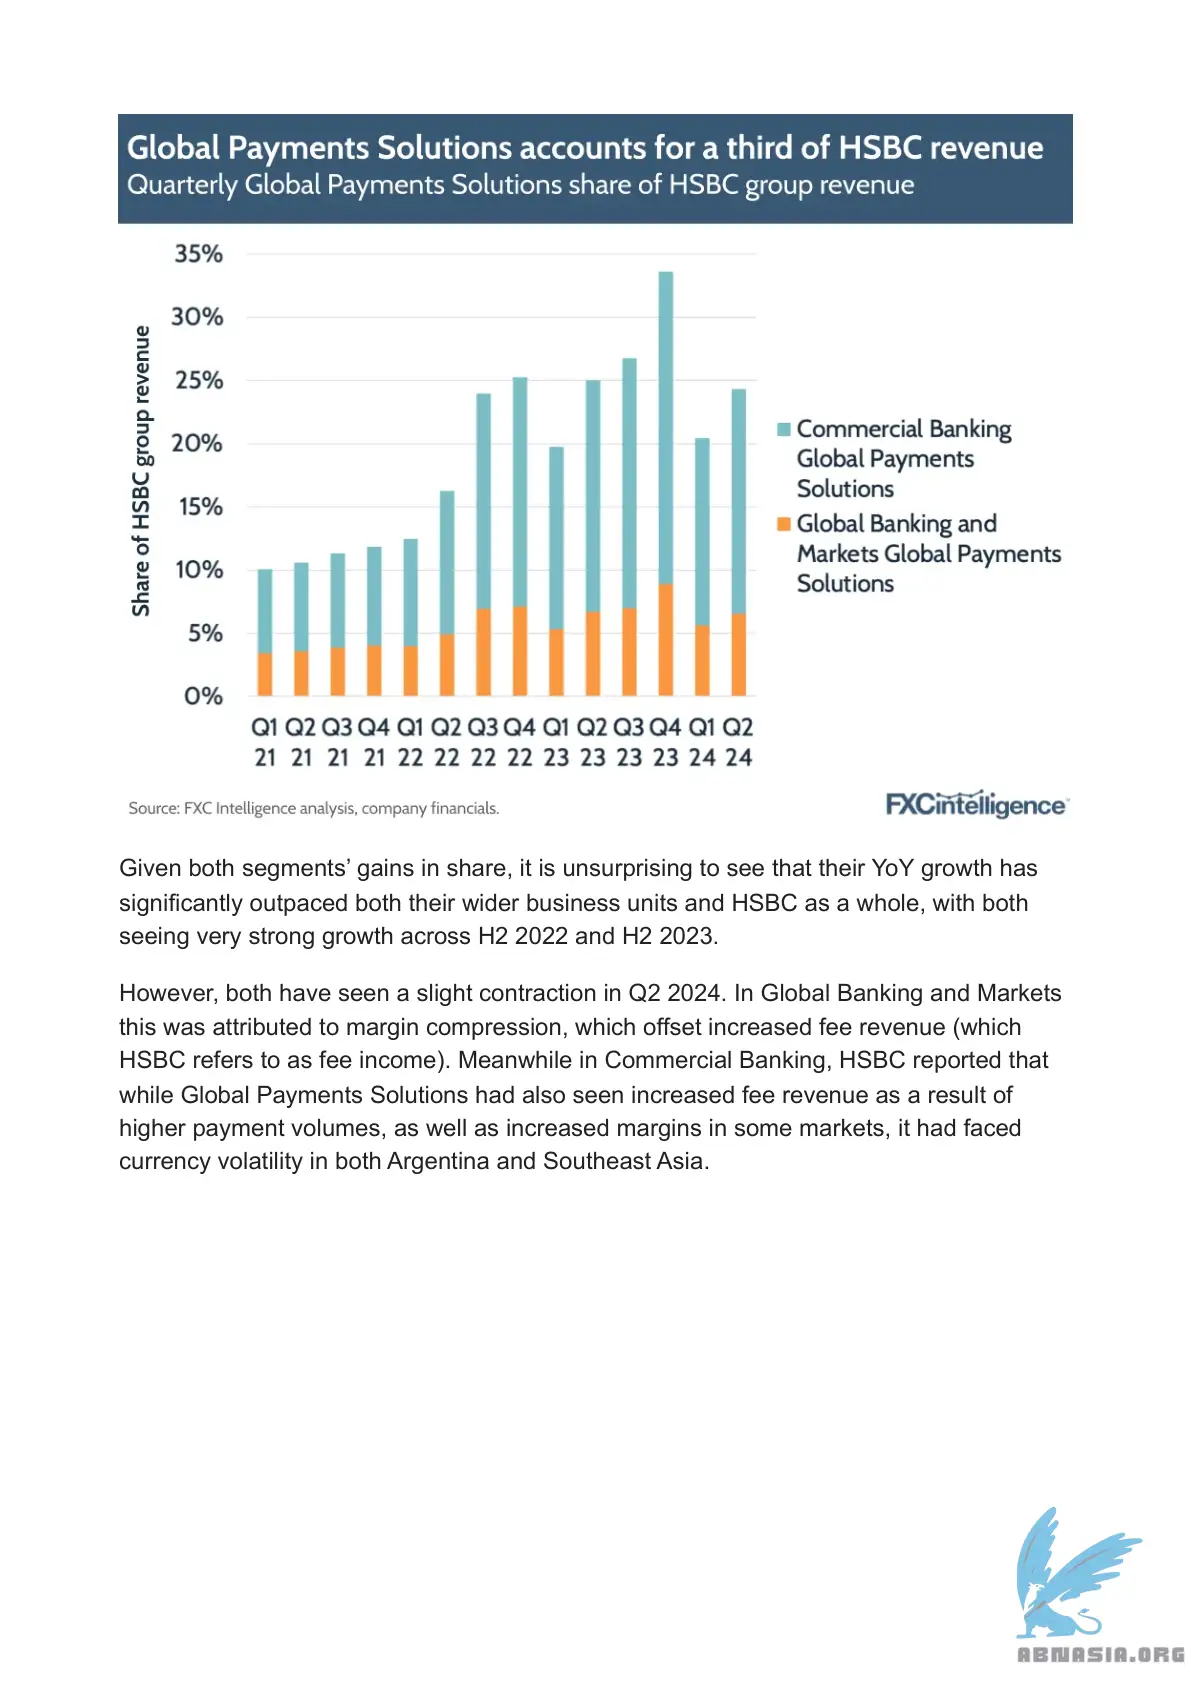 Global Payments Solutions accounts for a third of HSBC revenue
Quarterly Global Payments Solutions share of HSBC group revenue
Share of HSBC group revenue
35%
30%
25%
20%
15%
10%
5%
0%
Q1 Q2 Q3 Q4 Q1 Q2 Q3 Q4 Q1 Q2 Q3 Q4 Q1 Q2
21 21 21 21 22 22 22 22 23 23 23 23 24 24
Commercial Banking
Global Payments
Solutions
Global Banking and
Markets Global Payments
Solutions
Source: FXC Intelligence analysis, company financials.
FXCintelligence™
Given both segments’ gains in share, it is unsurprising to see that their YoY growth has
significantly outpaced both their wider business units and HSBC as a whole, with both
seeing very strong growth across H2 2022 and H2 2023.
However, both have seen a slight contraction in Q2 2024. In Global Banking and Markets
this was attributed to margin compression, which offset increased fee revenue (which
HSBC refers to as fee income). Meanwhile in Commercial Banking, HSBC reported that
while Global Payments Solutions had also seen increased fee revenue as a result of
higher payment volumes, as well as increased margins in some markets, it had faced
currency volatility in both Argentina and Southeast Asia.
ABNASIA.ORG